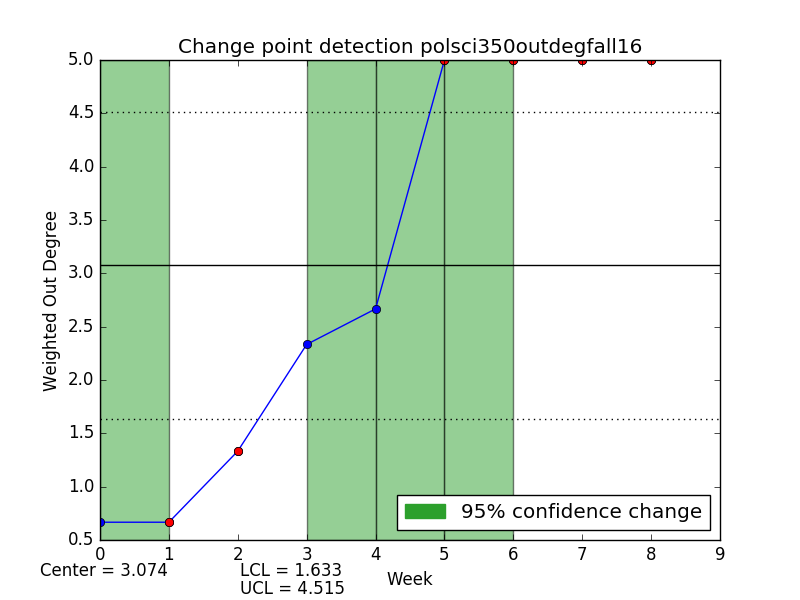 Change point detection polsci350outdegfall16
5.0
4.5
4.0
3.5
3.0
2.5
2.0
1.5
1.0
0.5
Weighted Out Degree
95% confidence change
0 1 2 3 4 5 6 7 8 9
Center = 3.074 LCL = 1.633
Week
UCL = 4.515